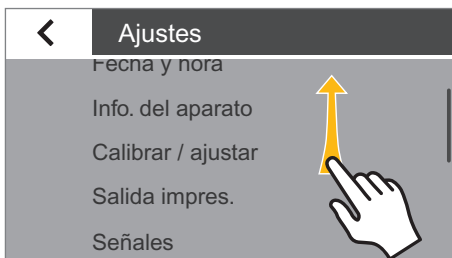 Ajustes
Fecha y hora
Info. del aparato
Calibrar / ajustar
Salida impres.
Señales